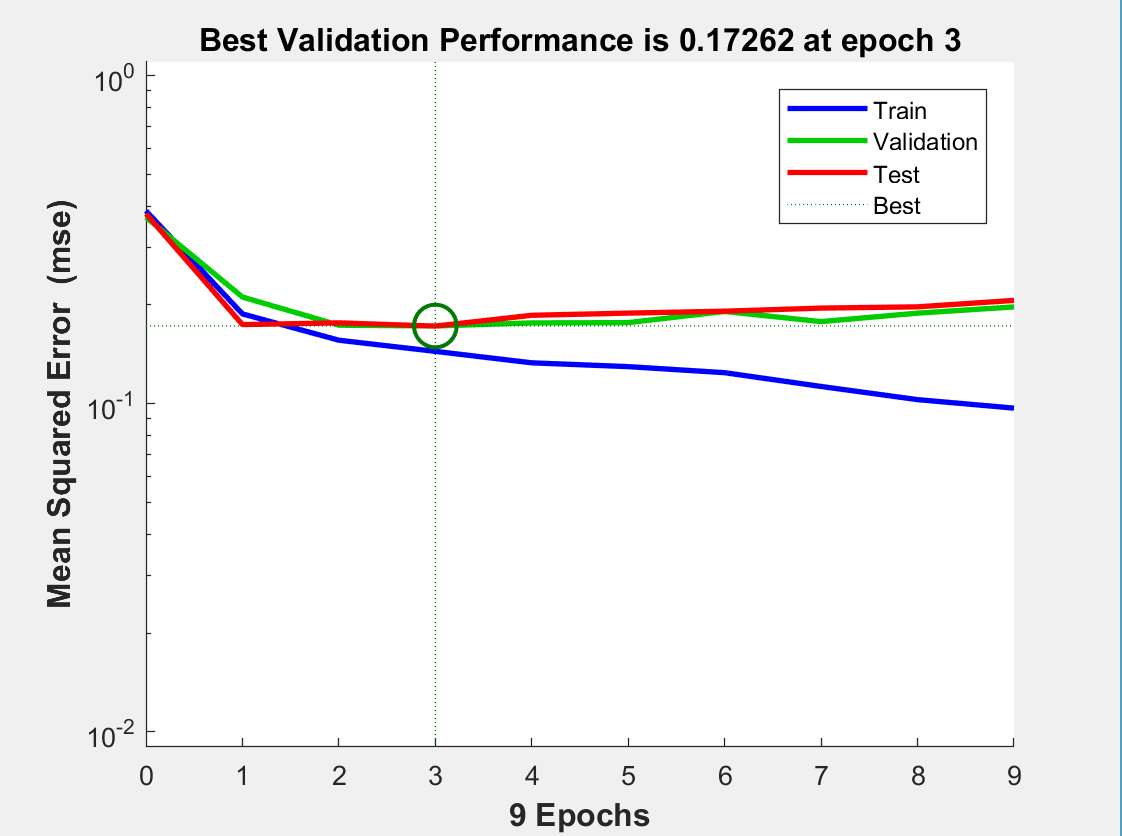 Best Validation Performance is 0.17262 at epoch 3
10^0
10^-1
10^-2
Mean Squared Error (mse)
Train
Validation
Test
Best
0 1 2 3 4 5 6 7 8 9
9 Epochs